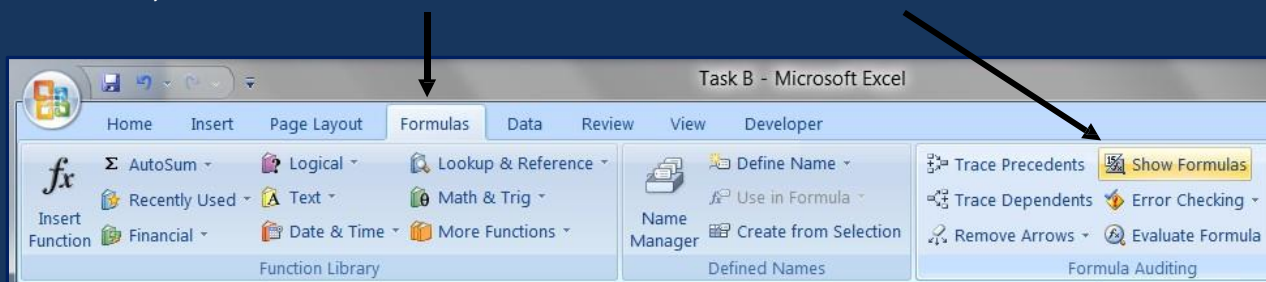 Task B - Microsoft Excel
Home Insert Page Layout Formulas Data Review View Developer
fx Insert Function
Σ AutoSum
Recently Used
Financial
Logical
Text
Date & Time
Lookup & Reference
Math & Trig
More Functions
Function Library
Name Manager
Define Name
Use in Formula
Create from Selection
Defined Names
Trace Precedents
Trace Dependents
Remove Arrows
Show Formulas
Error Checking
Evaluate Formula
Formula Auditing